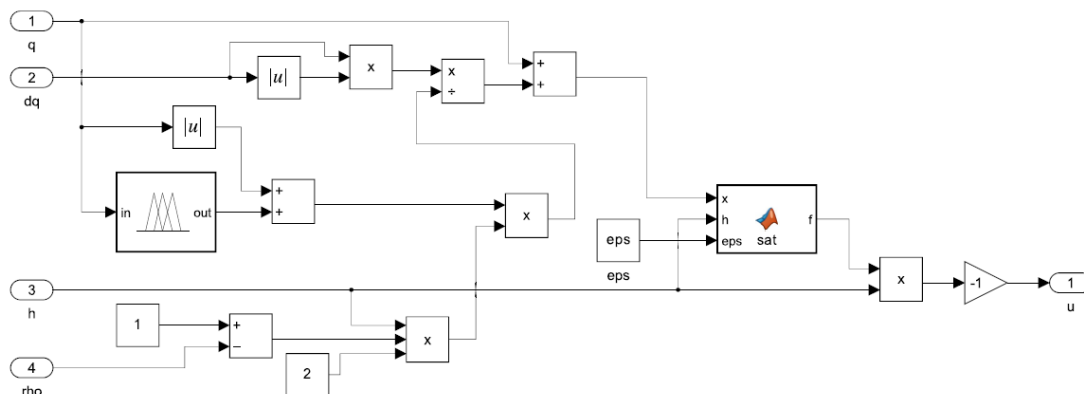 1
q
2
dq
|u|
x
x
÷
+
+
|u|
in
out
+
+
x
x
h
eps
sat
f
eps
eps
x
-1
1
u
3
h
1
+
−
x
2
4
rho